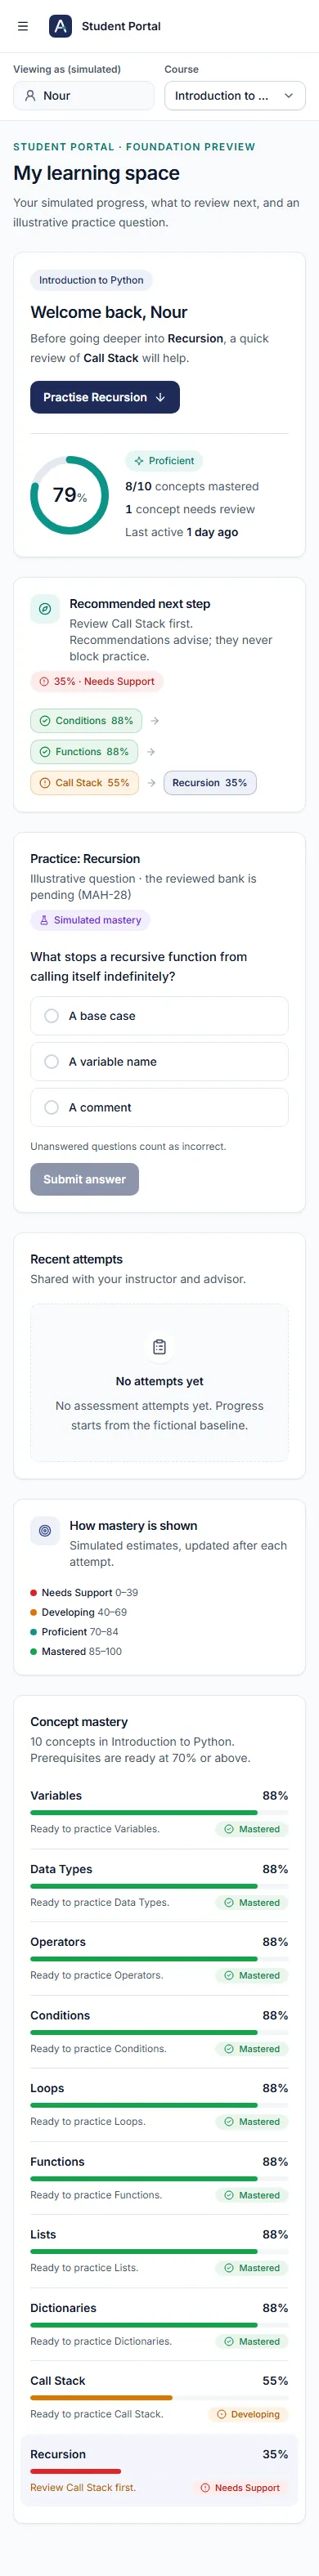 Student Portal
Viewing as (simulated)
Course
Nour
Introduction to ...
STUDENT PORTAL · FOUNDATION PREVIEW
My learning space
Your simulated progress, what to review next, and an
illustrative practice question.
Introduction to Python
Welcome back, Nour
Before going deeper into Recursion, a quick
review of Call Stack will help.
Practise Recursion ↓
79%
Proficient
8/10 concepts mastered
1 concept needs review
Last active 1 day ago
Recommended next step
Review Call Stack first.
Recommendations advise; they never
block practice.
35% · Needs Support
Conditions 88% →
Functions 88% →
Call Stack 55% → Recursion 35%
Practice: Recursion
Illustrative question · the reviewed bank is
pending (MAH-28)
Simulated mastery
What stops a recursive function from
calling itself indefinitely?
A base case
A variable name
A comment
Unanswered questions count as incorrect.
Submit answer
Recent attempts
Shared with your instructor and advisor.
No attempts yet
No assessment attempts yet. Progress
starts from the fictional baseline.
How mastery is shown
Simulated estimates, updated after each
attempt.
Needs Support 0–39
Developing 40–69
Proficient 70–84
Mastered 85–100
Concept mastery
10 concepts in Introduction to Python.
Prerequisites are ready at 70% or above.
Variables 88%
Ready to practice Variables. Mastered
Data Types 88%
Ready to practice Data Types. Mastered
Operators 88%
Ready to practice Operators. Mastered
Conditions 88%
Ready to practice Conditions. Mastered
Loops 88%
Ready to practice Loops. Mastered
Functions 88%
Ready to practice Functions. Mastered
Lists 88%
Ready to practice Lists. Mastered
Dictionaries 88%
Ready to practice Dictionaries. Mastered
Call Stack 55%
Ready to practice Call Stack. Developing
Recursion 35%
Review Call Stack first. Needs Support